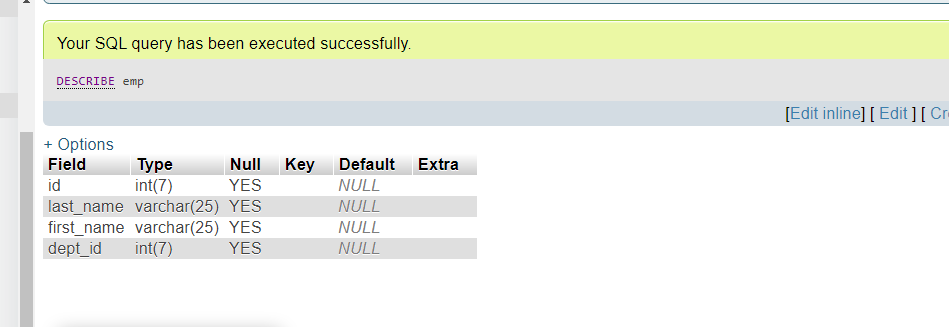 Your SQL query has been executed successfully.
DESCRIBE emp
[Edit inline] [ Edit ] [ Cr
+ Options
Field Type Null Key Default Extra
id int(7) YES NULL
last_name varchar(25) YES NULL
first_name varchar(25) YES NULL
dept_id int(7) YES NULL